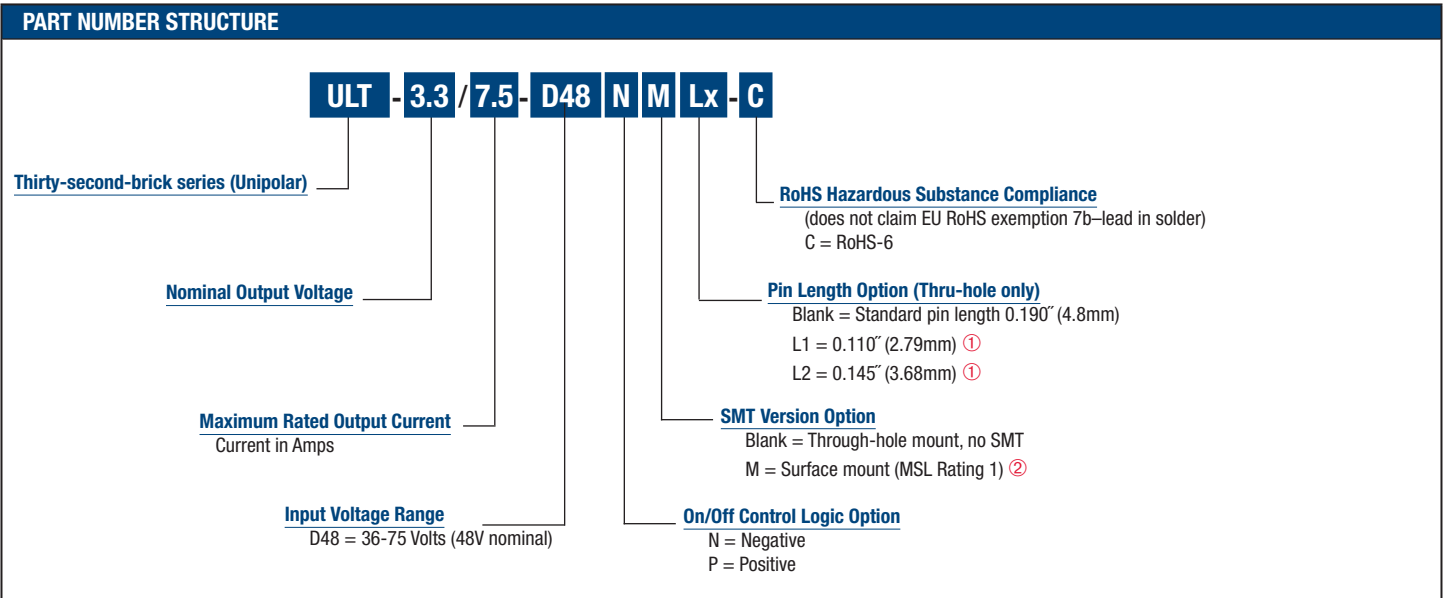 PART NUMBER STRUCTURE
ULT - 3.3 / 7.5 - D48 N M Lx - C
Thirty-second-brick series (Unipolar)
RoHS Hazardous Substance Compliance
(does not claim EU RoHS exemption 7b–lead in solder)
C = RoHS-6
Nominal Output Voltage
Pin Length Option (Thru-hole only)
Blank = Standard pin length 0.190˝ (4.8mm)
L1 = 0.110˝ (2.79mm) ①
L2 = 0.145˝ (3.68mm) ①
Maximum Rated Output Current
Current in Amps
SMT Version Option
Blank = Through-hole mount, no SMT
M = Surface mount (MSL Rating 1) ②
Input Voltage Range
D48 = 36-75 Volts (48V nominal)
On/Off Control Logic Option
N = Negative
P = Positive